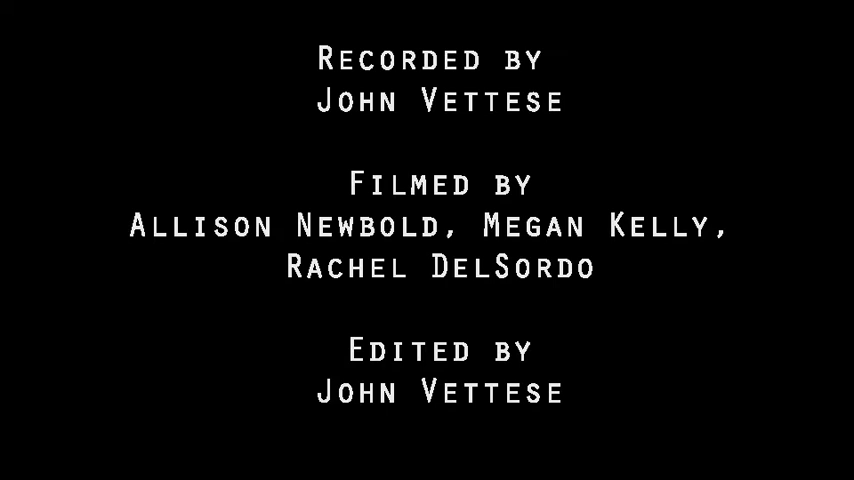 Recorded by
John Vettese
Filmed by
Allison Newbold, Megan Kelly,
Rachel DelSordo
Edited by
John Vettese